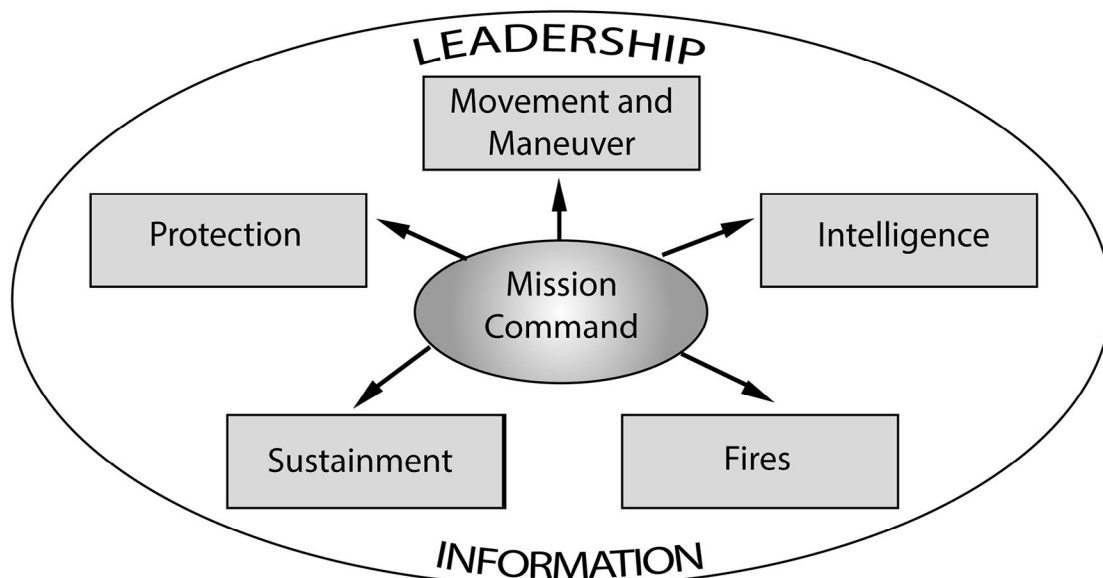 LEADERSHIP
Movement and
Maneuver
Protection
Intelligence
Mission
Command
Sustainment
Fires
INFORMATION